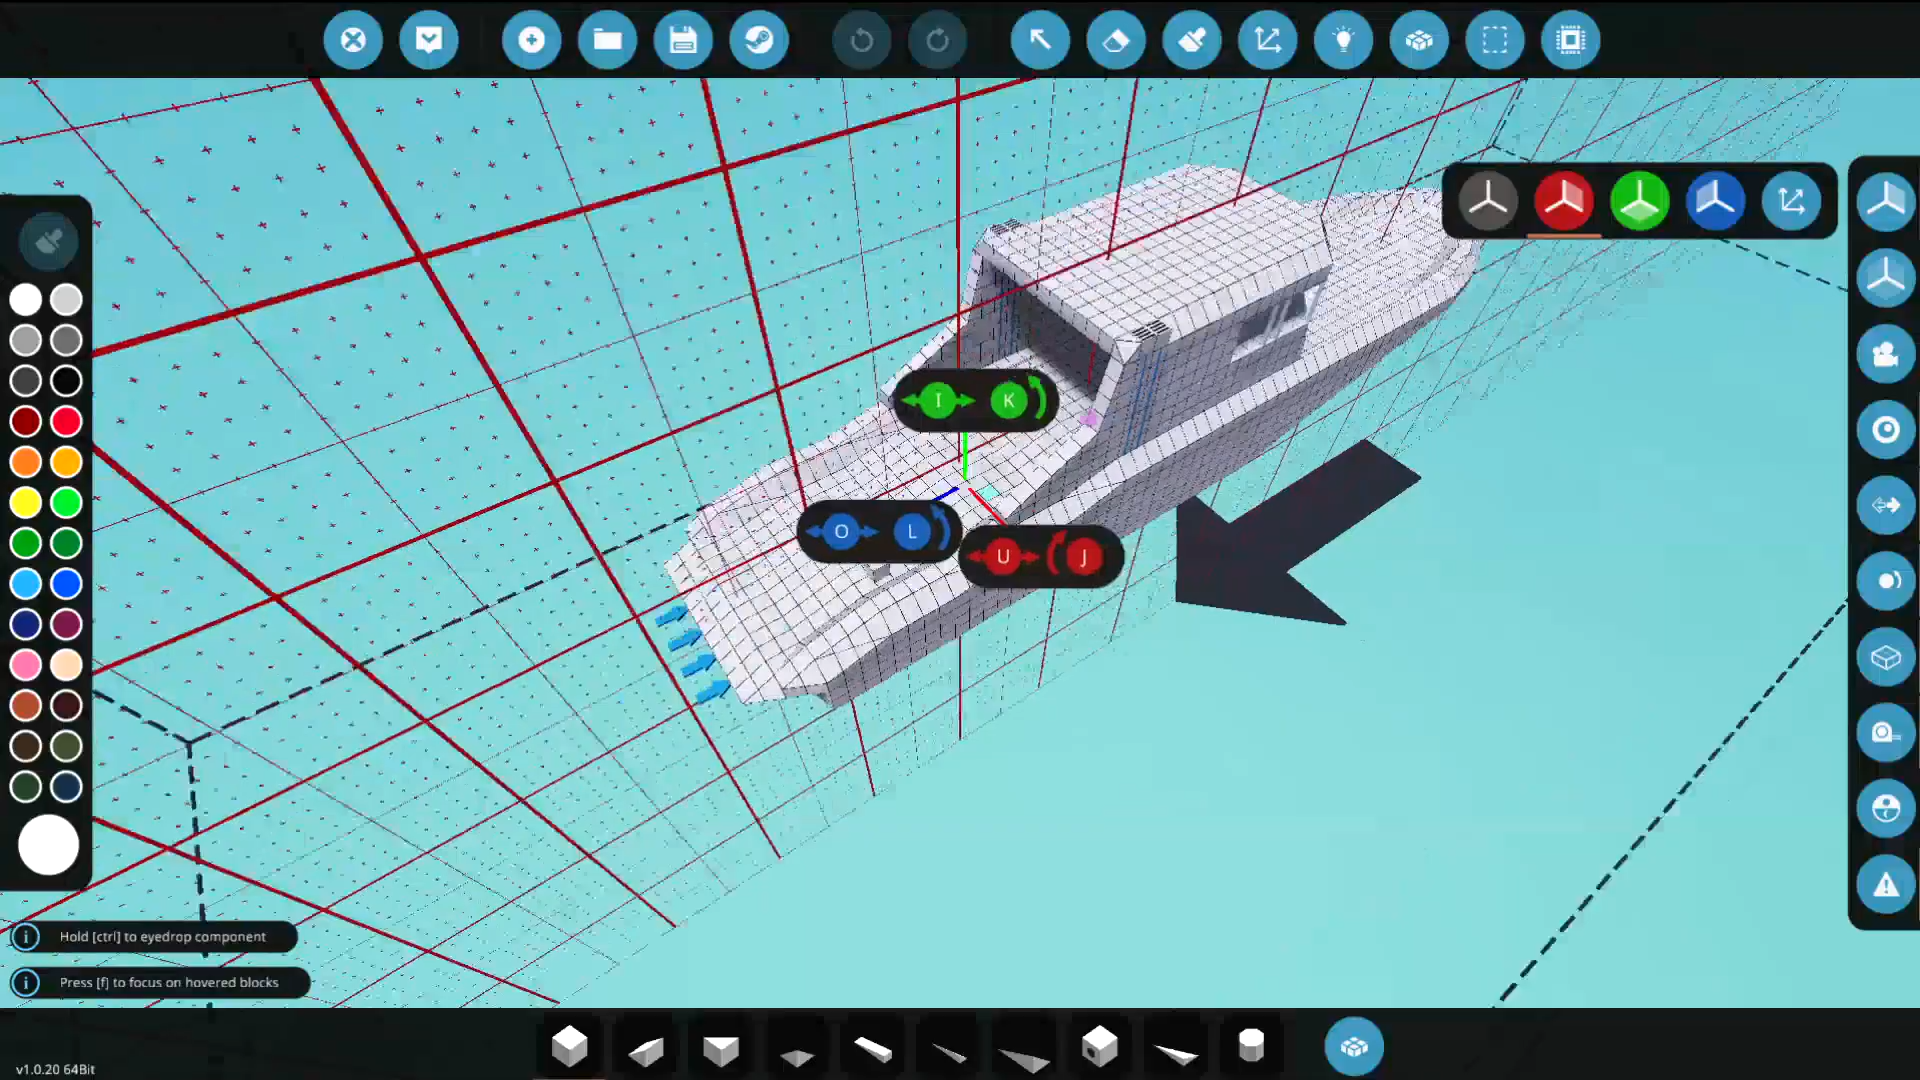 I K
O L
U J
Hold [ctrl] to eyedrop component
Press [f] to focus on hovered blocks
v1.0.20 64Bit